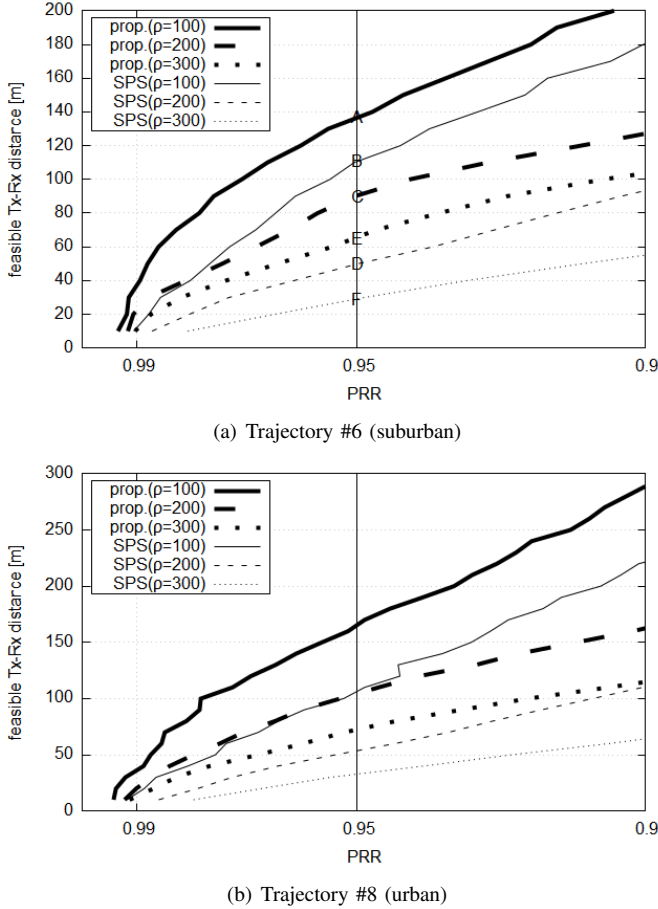 200
180
160
140
120
100
80
60
40
20
0
feasible Tx-Rx distance [m]
prop.(ρ=100)
prop.(ρ=200)
prop.(ρ=300)
SPS(ρ=100)
SPS(ρ=200)
SPS(ρ=300)
A
B
C
E
D
F
0.99 0.95 0.9
PRR
(a) Trajectory #6 (suburban)
300
250
200
150
100
50
0
feasible Tx-Rx distance [m]
prop.(ρ=100)
prop.(ρ=200)
prop.(ρ=300)
SPS(ρ=100)
SPS(ρ=200)
SPS(ρ=300)
0.99 0.95 0.9
PRR
(b) Trajectory #8 (urban)